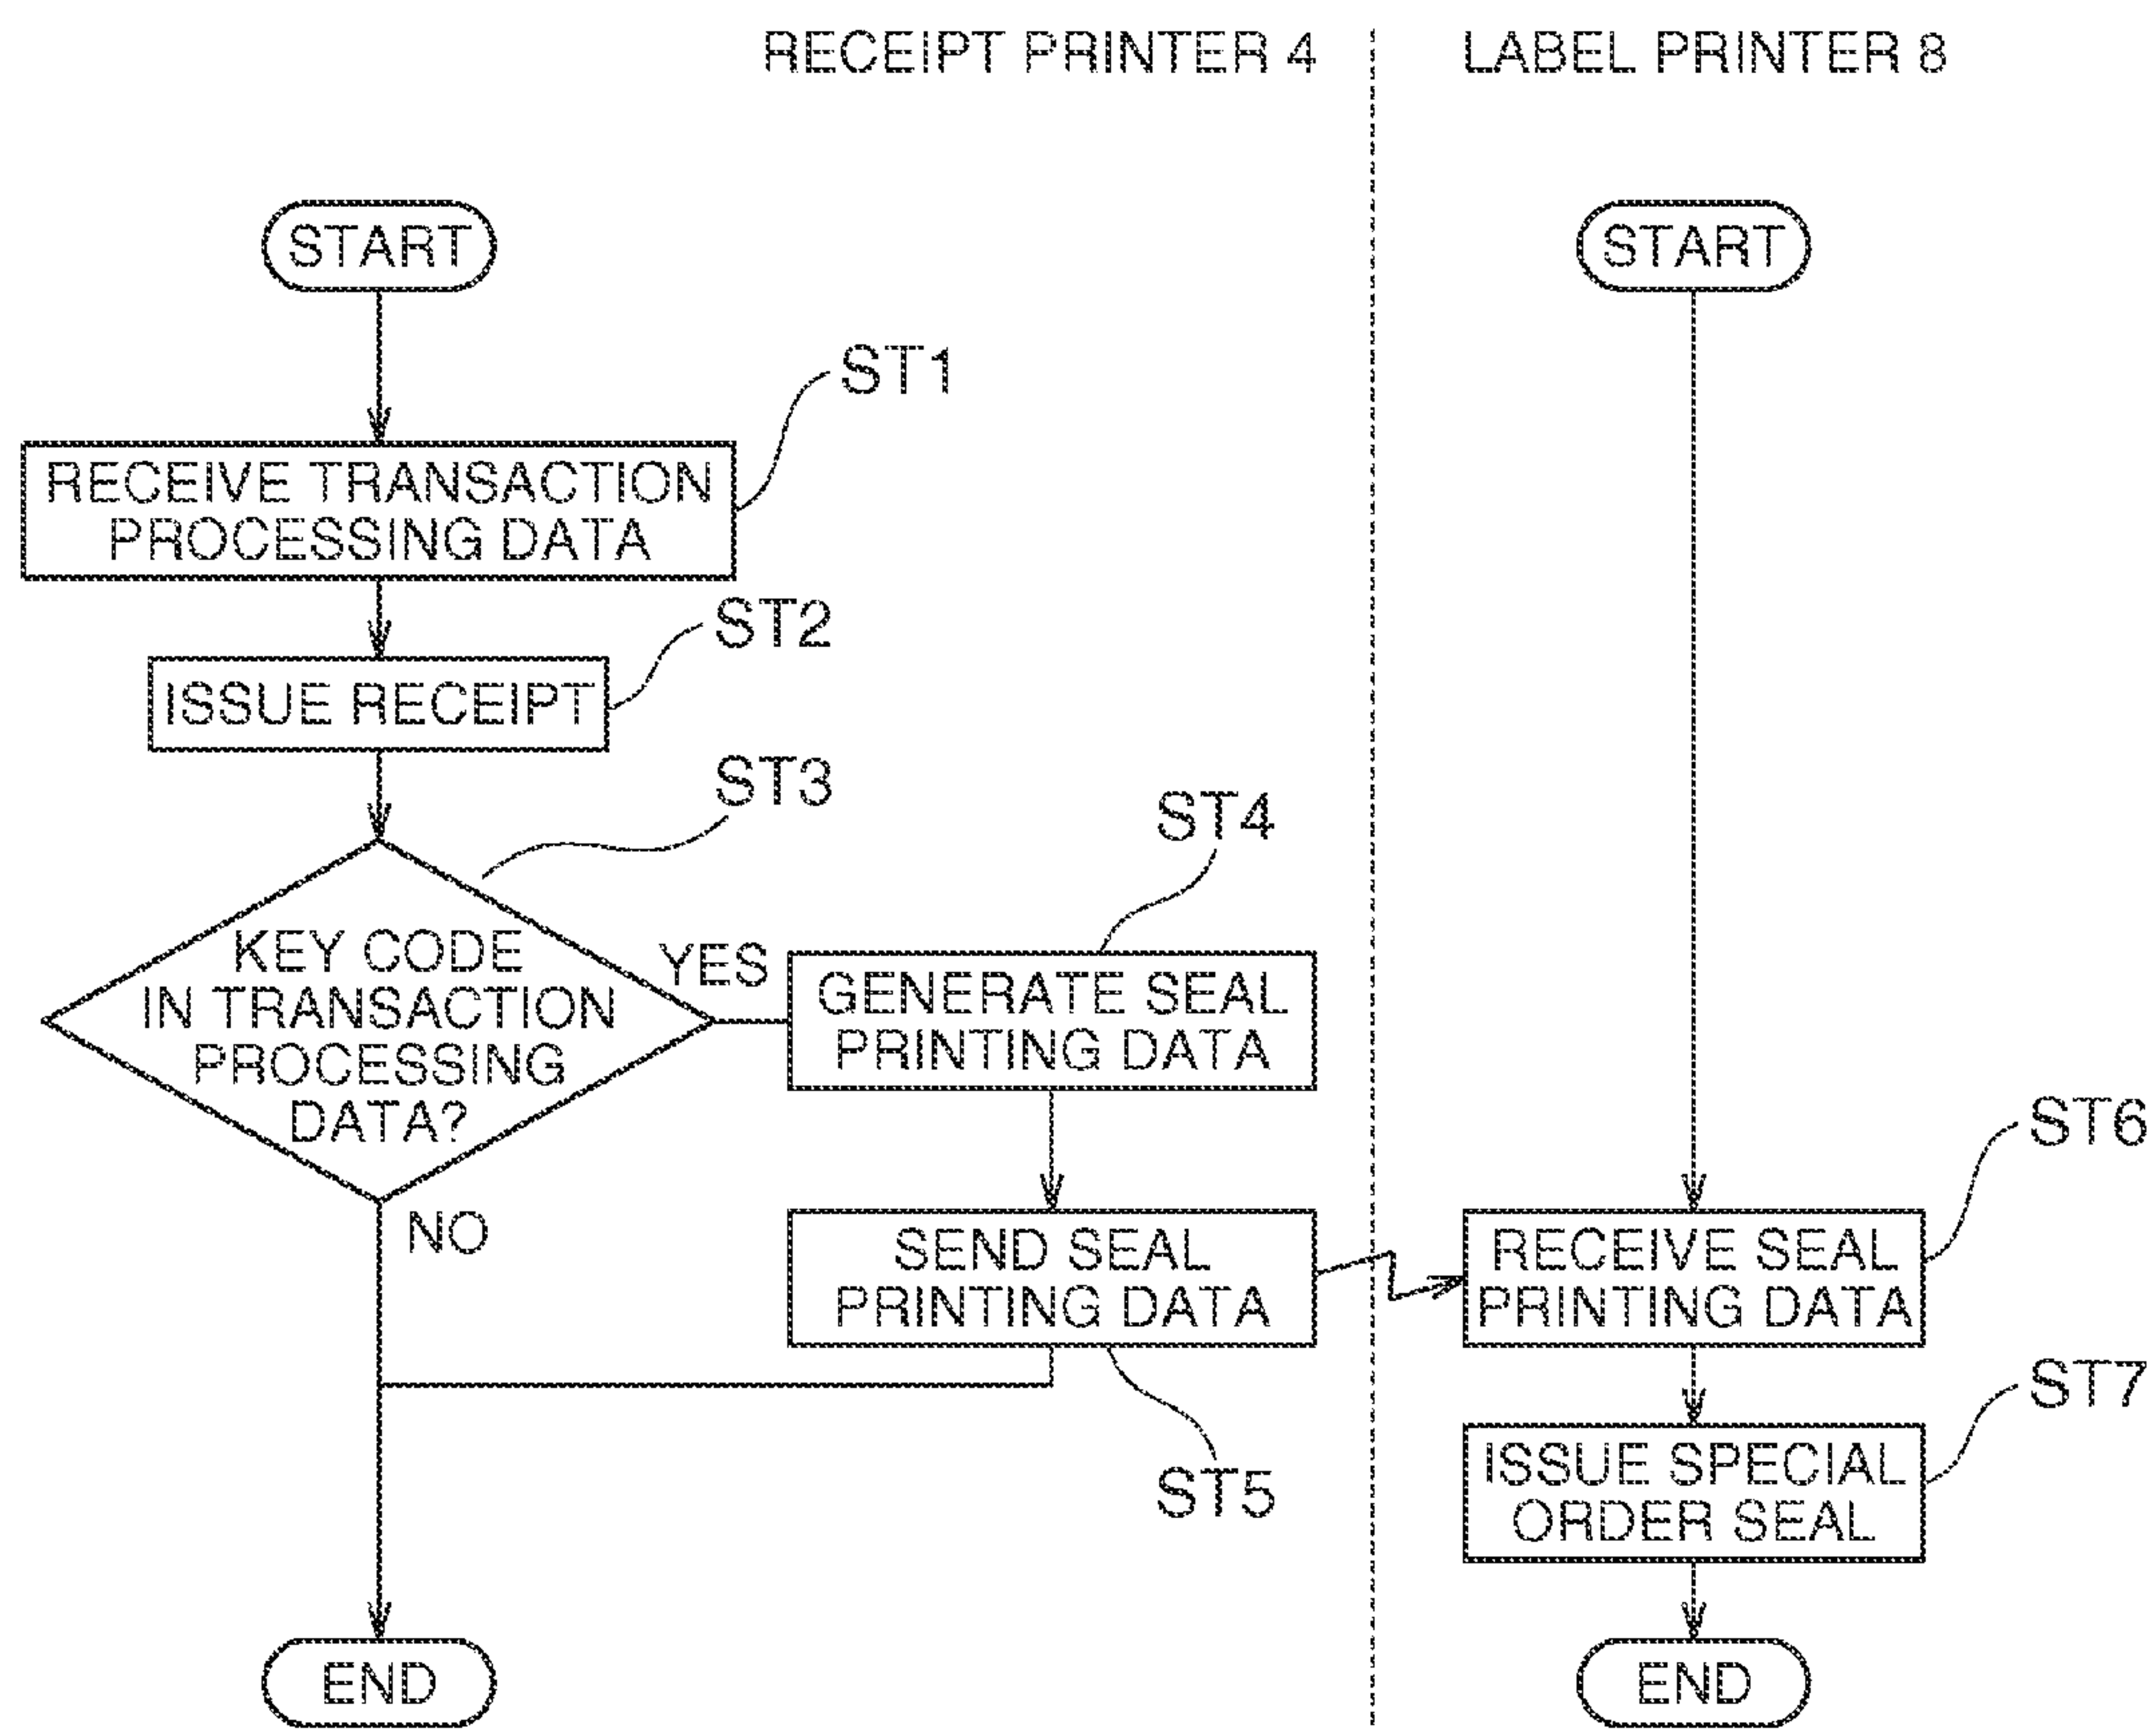 RECEIPT PRINTER 4
LABEL PRINTER 8
START
START
ST1
RECEIVE TRANSACTION
PROCESSING DATA
ST2
ISSUE RECEIPT
ST3
KEY CODE
IN TRANSACTION
PROCESSING
DATA?
YES
NO
ST4
GENERATE SEAL
PRINTING DATA
SEND SEAL
PRINTING DATA
ST5
ST6
RECEIVE SEAL
PRINTING DATA
ST7
ISSUE SPECIAL
ORDER SEAL
END
END